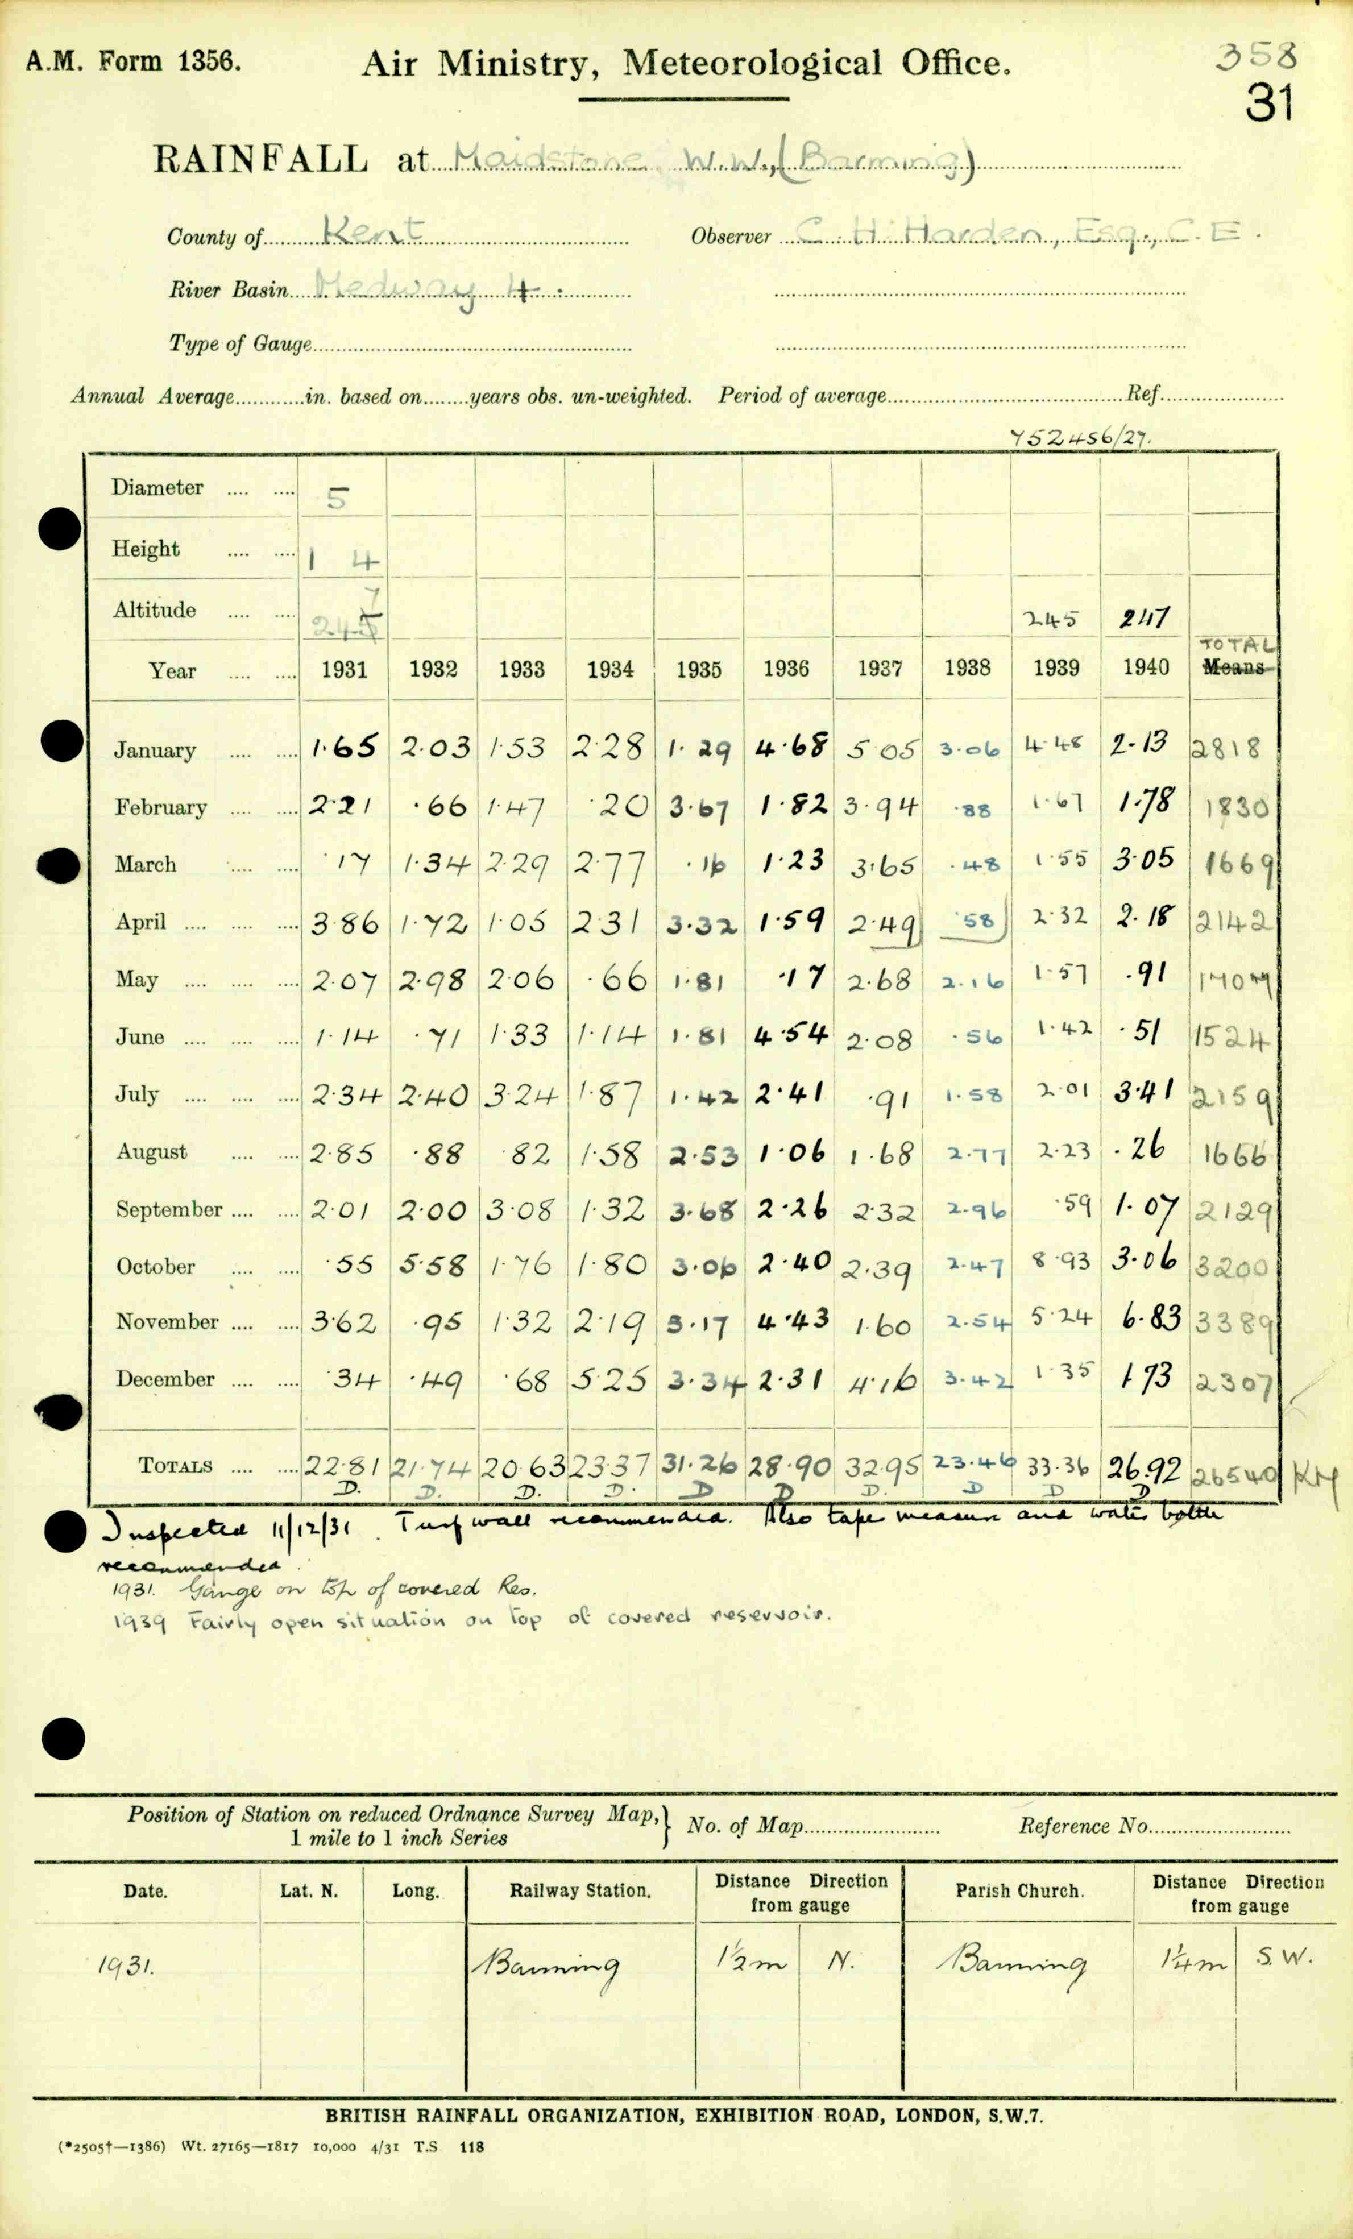 A.M. Form 1356.
Air Ministry, Meteorological Office.
358
31
RAINFALL at Maidstone W.W., (Barming)
County of Kent Observer C. H. Harden, Esq., C.E.
River Basin Medway 4.
Type of Gauge
Annual Average in. based on years obs. un-weighted. Period of average Ref.
752456/27.
Diameter 5
Height 1 4
Altitude 245 7 245 247
TOTAL
Year 1931 1932 1933 1934 1935 1936 1937 1938 1939 1940 Means
January 1.65 2.03 1.53 2.28 1.29 4.68 5.05 3.06 4.48 2.13 2818
February 2.21 .66 1.47 .20 3.67 1.82 3.94 .88 1.67 1.78 1830
March .17 1.34 2.29 2.77 .16 1.23 3.65 .48 1.55 3.05 1669
April 3.86 1.72 1.05 2.31 3.32 1.59 2.49 .58 2.32 2.18 2142
May 2.07 2.98 2.06 .66 1.81 .17 2.68 2.16 1.57 .91 1707
June 1.14 .71 1.33 1.14 1.81 4.54 2.08 .56 1.42 .51 1524
July 2.34 2.40 3.24 1.87 1.42 2.41 .91 1.58 2.01 3.41 2159
August 2.85 .88 .82 1.58 2.53 1.06 1.68 2.77 2.23 .26 1666
September 2.01 2.00 3.08 1.32 3.68 2.26 2.32 2.96 .59 1.07 2129
October .55 5.58 1.76 1.80 3.06 2.40 2.39 2.47 8.93 3.06 3200
November 3.62 .95 1.32 2.19 5.17 4.43 1.60 2.54 5.24 6.83 3389
December .34 .49 .68 5.25 3.34 2.31 4.16 3.42 1.35 1.73 2307
TOTALS 22.81 21.74 20.63 23.37 31.26 28.90 32.95 23.46 33.36 26.92 26540 KH
D. D. D. D. D D D. D D D
Inspected 11/12/31. Turf wall recommended. Also tape measure and water bottle
recommended.
1931. Gauge on top of covered Res.
1939 Fairly open situation on top of covered reservoir.
Position of Station on reduced Ordnance Survey Map,} No. of Map Reference No.
1 mile to 1 inch Series
Date. Lat. N. Long. Railway Station. Distance Direction from gauge Parish Church. Distance Direction from gauge
1931. Barming 1½m N. Barming 1¼m S.W.
BRITISH RAINFALL ORGANIZATION, EXHIBITION ROAD, LONDON, S.W.7.
(*2505†—1386) Wt. 27165—1817 10,000 4/31 T.S 118